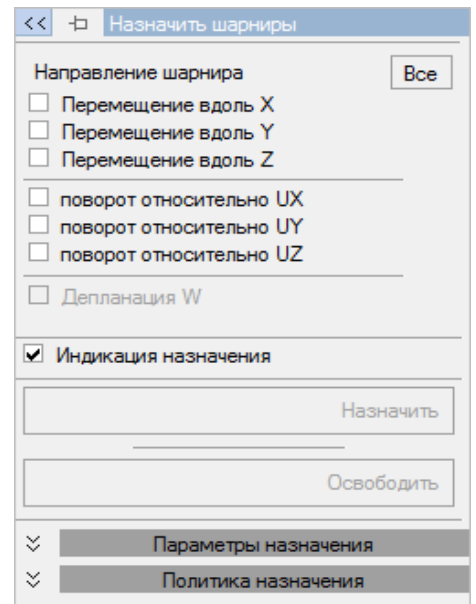 << Назначить шарниры
Направление шарнира Все
Перемещение вдоль X
Перемещение вдоль Y
Перемещение вдоль Z
поворот относительно UX
поворот относительно UY
поворот относительно UZ
Депланация W
Индикация назначения
Назначить
Освободить
Параметры назначения
Политика назначения